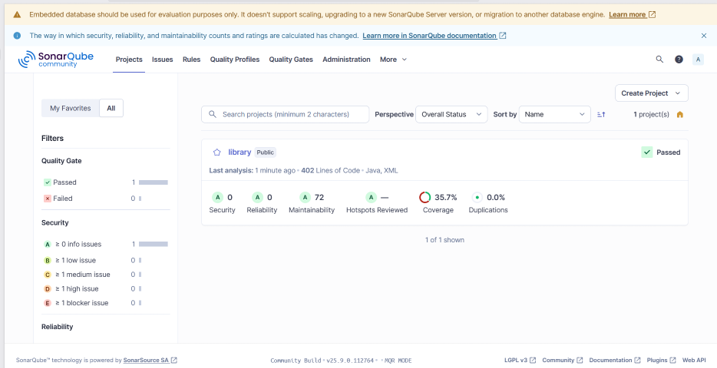 Embedded database should be used for evaluation purposes only. It doesn't support scaling, upgrading to a new SonarQube Server version, or migration to another database engine. Learn more
The way in which security, reliability, and maintainability counts and ratings are calculated has changed. Learn more in SonarQube documentation
SonarQube community Projects Issues Rules Quality Profiles Quality Gates Administration More ? A
My Favorites All
Filters
Quality Gate
Passed 1
Failed 0
Security
A ≥ 0 info issues 1
B ≥ 1 low issue 0
C ≥ 1 medium issue 0
D ≥ 1 high issue 0
E ≥ 1 blocker issue 0
Reliability
Create Project
Search projects (minimum 2 characters) Perspective Overall Status Sort by Name 1 project(s)
library Public Passed
Last analysis: 1 minute ago · 402 Lines of Code · Java, XML
A 0 A 0 A 72 A — 35.7% 0.0%
Security Reliability Maintainability Hotspots Reviewed Coverage Duplications
1 of 1 shown
SonarQube™ technology is powered by SonarSource SA Community Build · v25.9.0.112764 · MQR MODE LGPL v3 Community Documentation Plugins Web API